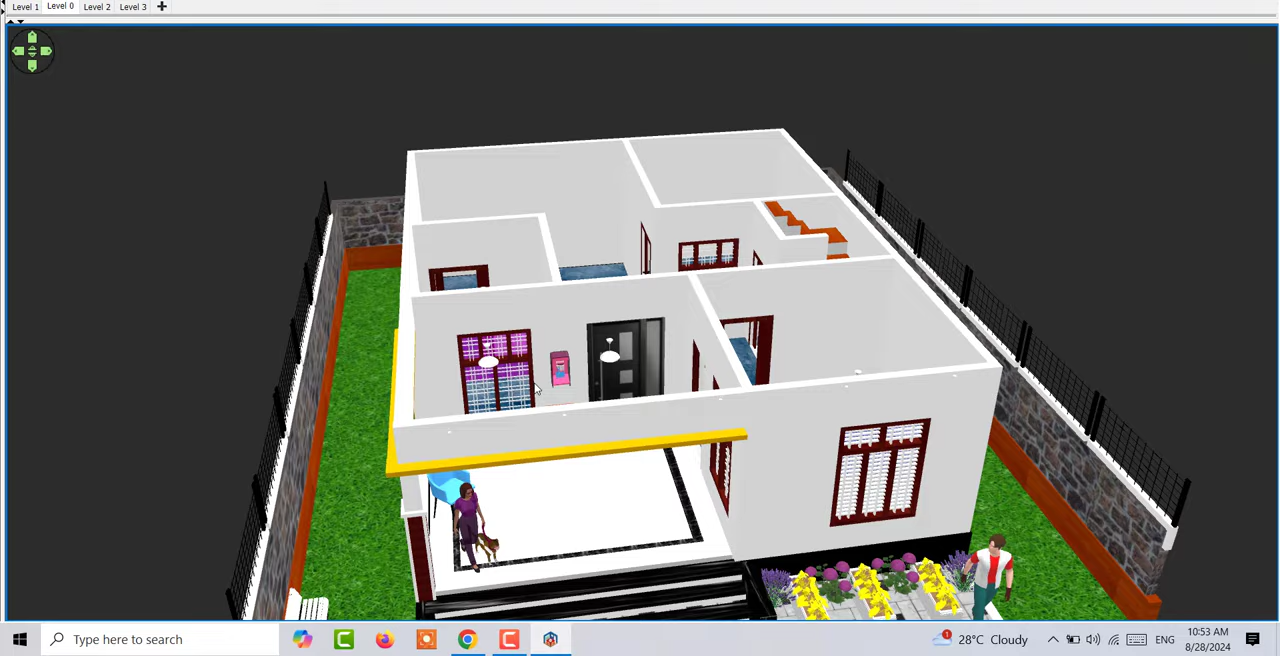 Level 1 Level 0 Level 2 Level 3
Type here to search
28°C Cloudy
ENG
10:53 AM
8/28/2024
1